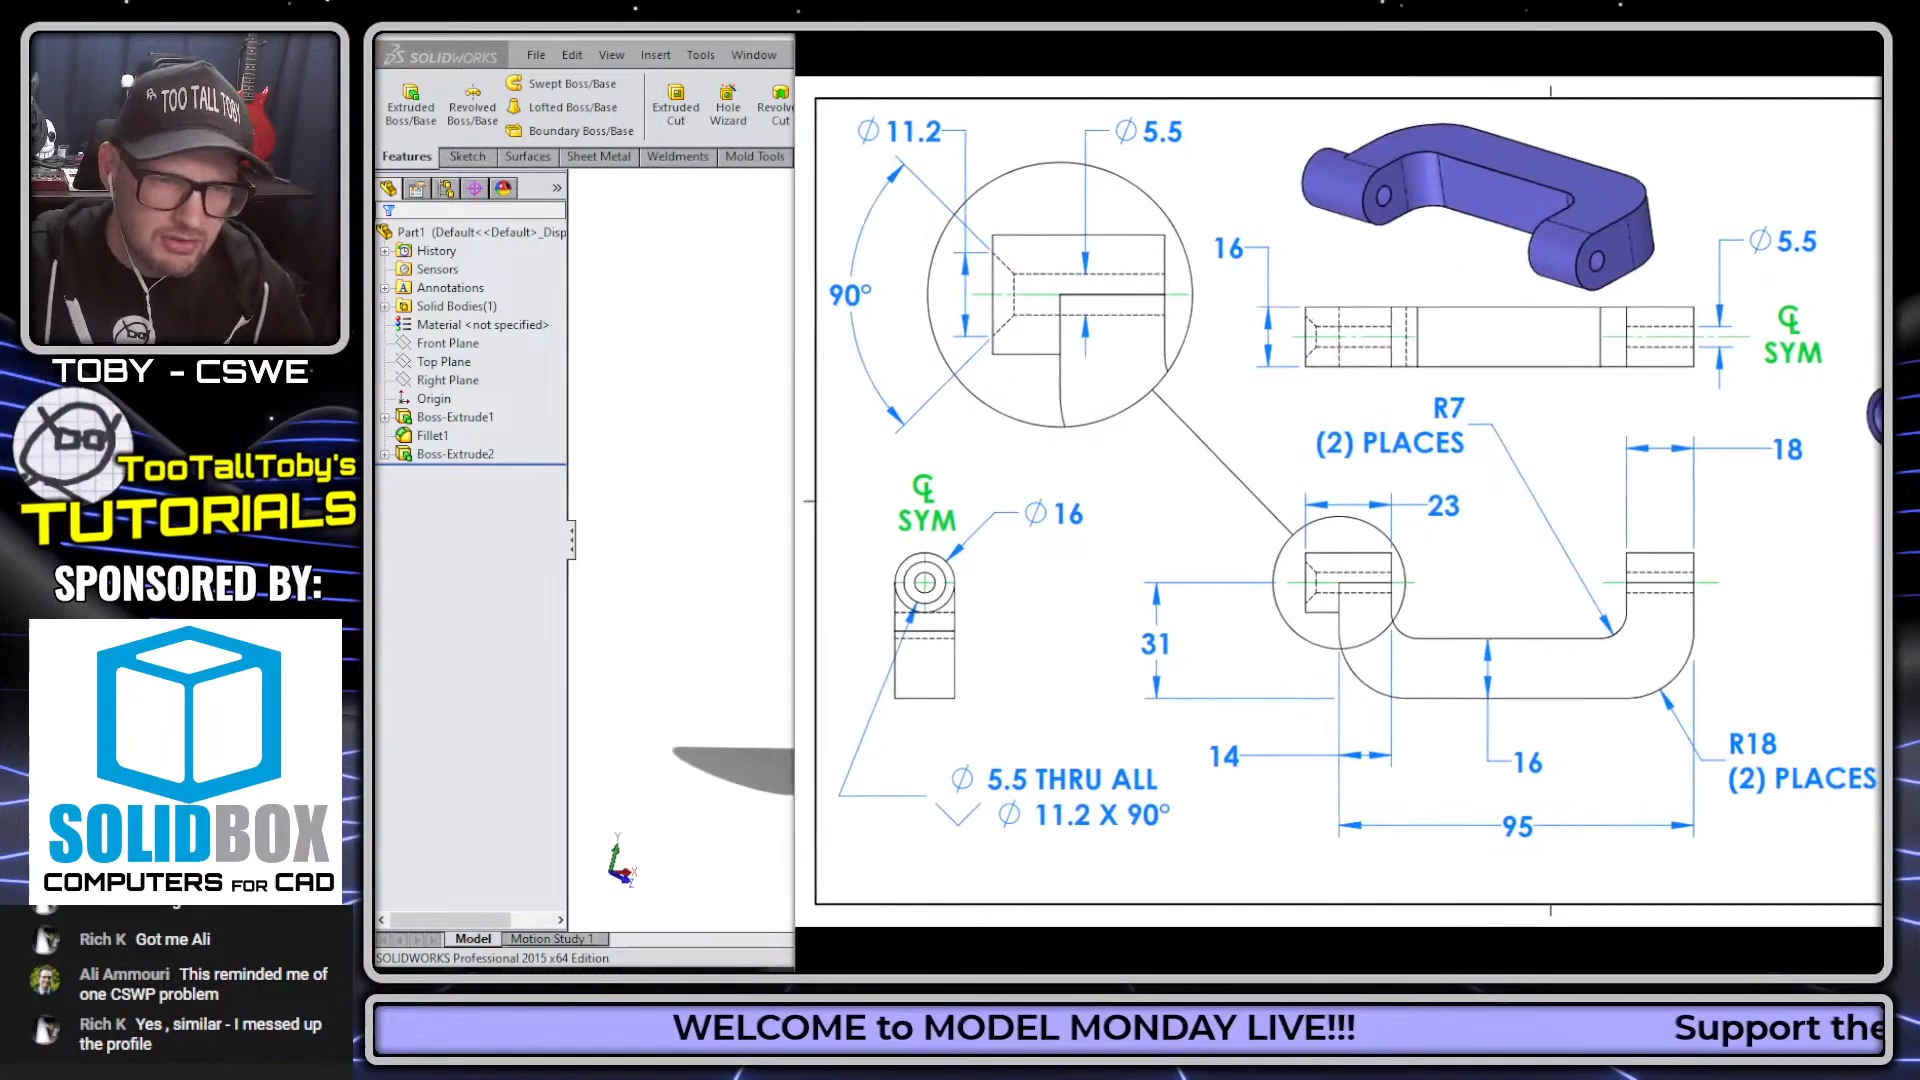 TOO TALL TOBY
TOBY - CSWE
TooTallToby's
TUTORIALS
SPONSORED BY:
SOLIDBOX
COMPUTERS FOR CAD
Rich K Got me Ali
Ali Ammouri This reminded me of
one CSWP problem
Rich K Yes , similar - I messed up
the profile
SOLIDWORKS
File Edit View Insert Tools Window
Extruded
Boss/Base
Revolved
Boss/Base
Swept Boss/Base
Lofted Boss/Base
Boundary Boss/Base
Extruded
Cut
Hole
Wizard
Revolve
Cut
Features Sketch Surfaces Sheet Metal Weldments Mold Tools
»
Part1 (Default<<Default>_Disp
History
Sensors
Annotations
Solid Bodies(1)
Material <not specified>
Front Plane
Top Plane
Right Plane
Origin
Boss-Extrude1
Fillet1
Boss-Extrude2
Y
X
Z
Model Motion Study 1
SOLIDWORKS Professional 2015 x64 Edition
∅ 11.2
∅ 5.5
90°
16
∅ 5.5
℄
SYM
R7
(2) PLACES
18
℄
SYM
∅ 16
23
31
14
16
R18
(2) PLACES
95
∅ 5.5 THRU ALL
⌵ ∅ 11.2 X 90°
WELCOME to MODEL MONDAY LIVE!!!
Support the